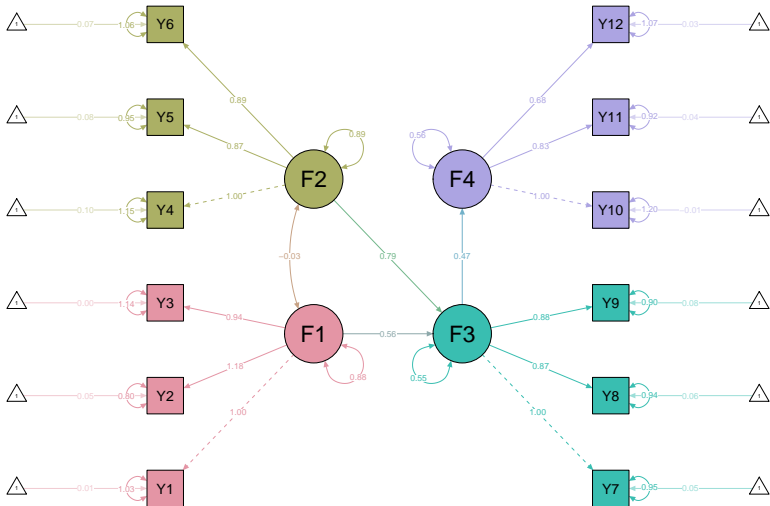 1 0.07 1.06 Y6 Y12 1.07 0.03 1
0.89 0.68
1 0.08 0.95 Y5 0.87 0.89 0.56 0.83 Y11 0.92 0.04 1
F2 F4
1 0.10 1.15 Y4 1.00 1.00 Y10 1.20 −0.01 1
−0.03 0.79 0.47
1 0.00 1.14 Y3 0.94 0.88 Y9 0.90 0.08 1
F1 0.56 F3
1 0.05 0.80 Y2 1.18 0.88 0.55 0.87 Y8 0.94 0.06 1
1.00 1.00
1 0.01 1.03 Y1 Y7 0.95 0.05 1